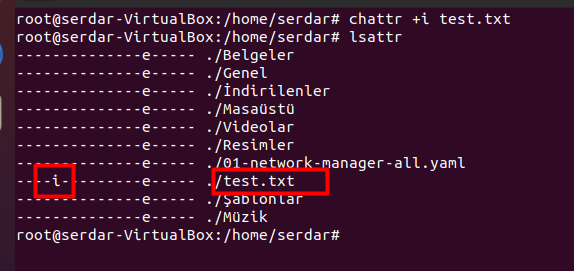 root@serdar-VirtualBox:/home/serdar# chattr +i test.txt
root@serdar-VirtualBox:/home/serdar# lsattr
--------------e----- ./Belgeler
--------------e----- ./Genel
--------------e----- ./İndirilenler
--------------e----- ./Masaüstü
--------------e----- ./Videolar
--------------e----- ./Resimler
--------------e----- ./01-network-manager-all.yaml
----i---------e----- ./test.txt
--------------e----- ./Şablonlar
--------------e----- ./Müzik
root@serdar-VirtualBox:/home/serdar#